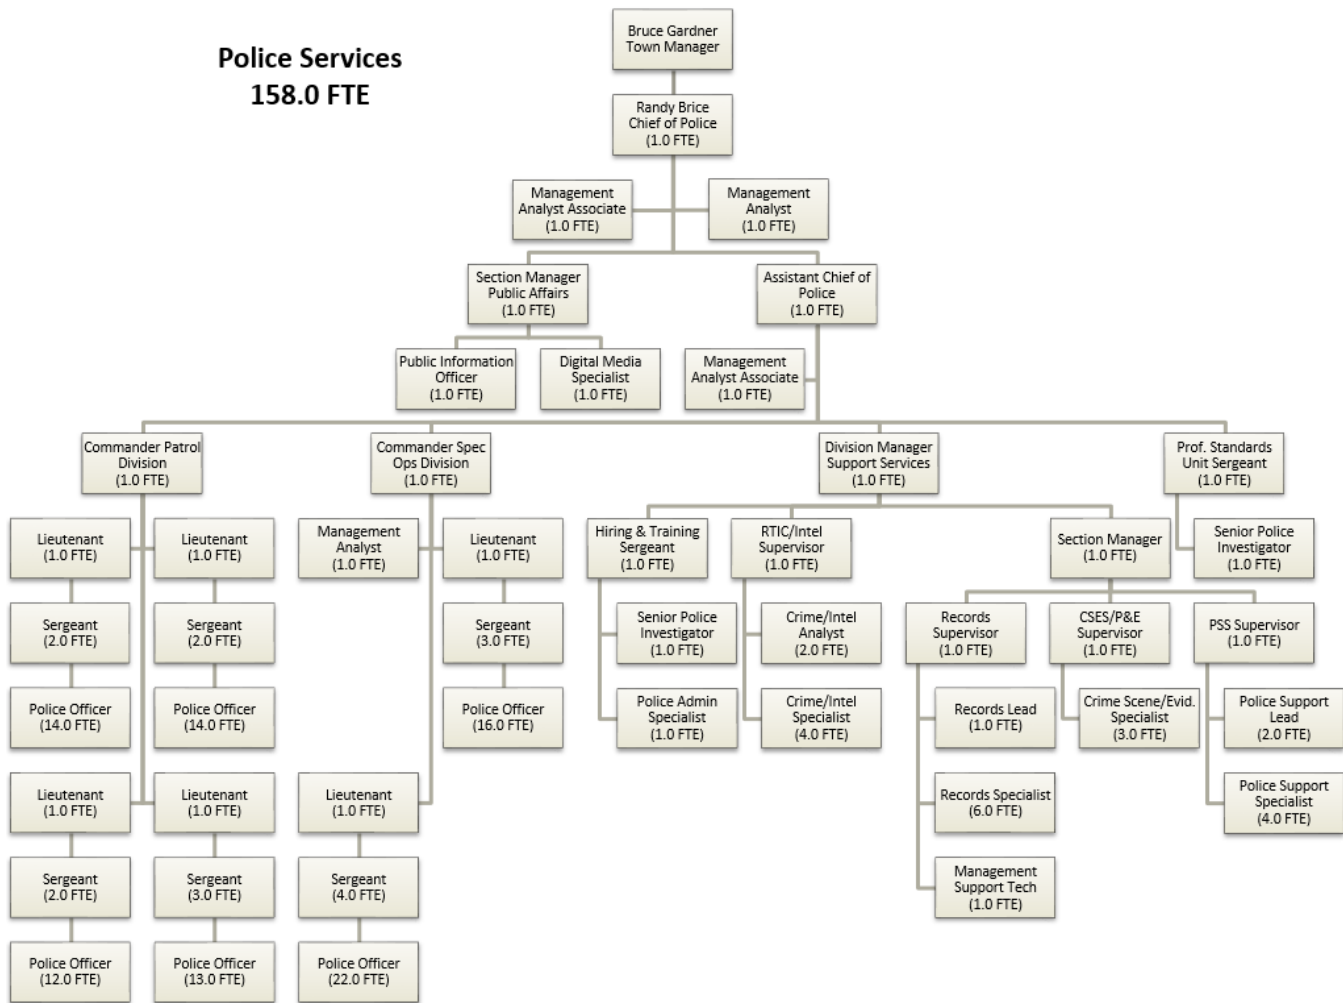 Police Services
158.0 FTE
Bruce Gardner
Town Manager
Randy Brice
Chief of Police
(1.0 FTE)
Management
Analyst Associate
(1.0 FTE)
Management
Analyst
(1.0 FTE)
Section Manager
Public Affairs
(1.0 FTE)
Assistant Chief of
Police
(1.0 FTE)
Public Information
Officer
(1.0 FTE)
Digital Media
Specialist
(1.0 FTE)
Management
Analyst Associate
(1.0 FTE)
Commander Patrol
Division
(1.0 FTE)
Commander Spec
Ops Division
(1.0 FTE)
Division Manager
Support Services
(1.0 FTE)
Prof. Standards
Unit Sergeant
(1.0 FTE)
Lieutenant
(1.0 FTE)
Lieutenant
(1.0 FTE)
Management
Analyst
(1.0 FTE)
Lieutenant
(1.0 FTE)
Hiring & Training
Sergeant
(1.0 FTE)
RTIC/Intel
Supervisor
(1.0 FTE)
Section Manager
(1.0 FTE)
Senior Police
Investigator
(1.0 FTE)
Sergeant
(2.0 FTE)
Sergeant
(2.0 FTE)
Sergeant
(3.0 FTE)
Senior Police
Investigator
(1.0 FTE)
Crime/Intel
Analyst
(2.0 FTE)
Records
Supervisor
(1.0 FTE)
CSES/P&E
Supervisor
(1.0 FTE)
PSS Supervisor
(1.0 FTE)
Police Officer
(14.0 FTE)
Police Officer
(14.0 FTE)
Police Officer
(16.0 FTE)
Police Admin
Specialist
(1.0 FTE)
Crime/Intel
Specialist
(4.0 FTE)
Records Lead
(1.0 FTE)
Crime Scene/Evid.
Specialist
(3.0 FTE)
Police Support
Lead
(2.0 FTE)
Lieutenant
(1.0 FTE)
Lieutenant
(1.0 FTE)
Lieutenant
(1.0 FTE)
Records Specialist
(6.0 FTE)
Police Support
Specialist
(4.0 FTE)
Sergeant
(2.0 FTE)
Sergeant
(3.0 FTE)
Sergeant
(4.0 FTE)
Management
Support Tech
(1.0 FTE)
Police Officer
(12.0 FTE)
Police Officer
(13.0 FTE)
Police Officer
(22.0 FTE)